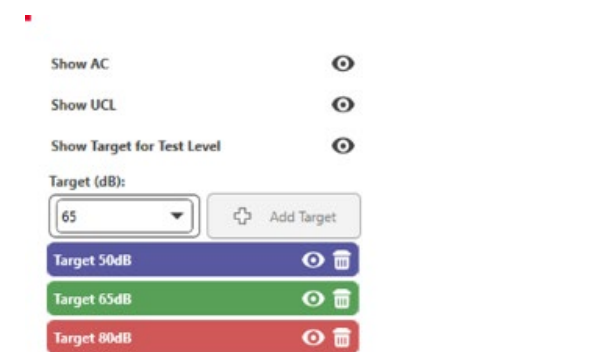 Show AC
Show UCL
Show Target for Test Level
Target (dB):
65 Add Target
Target 50dB
Target 65dB
Target 80dB